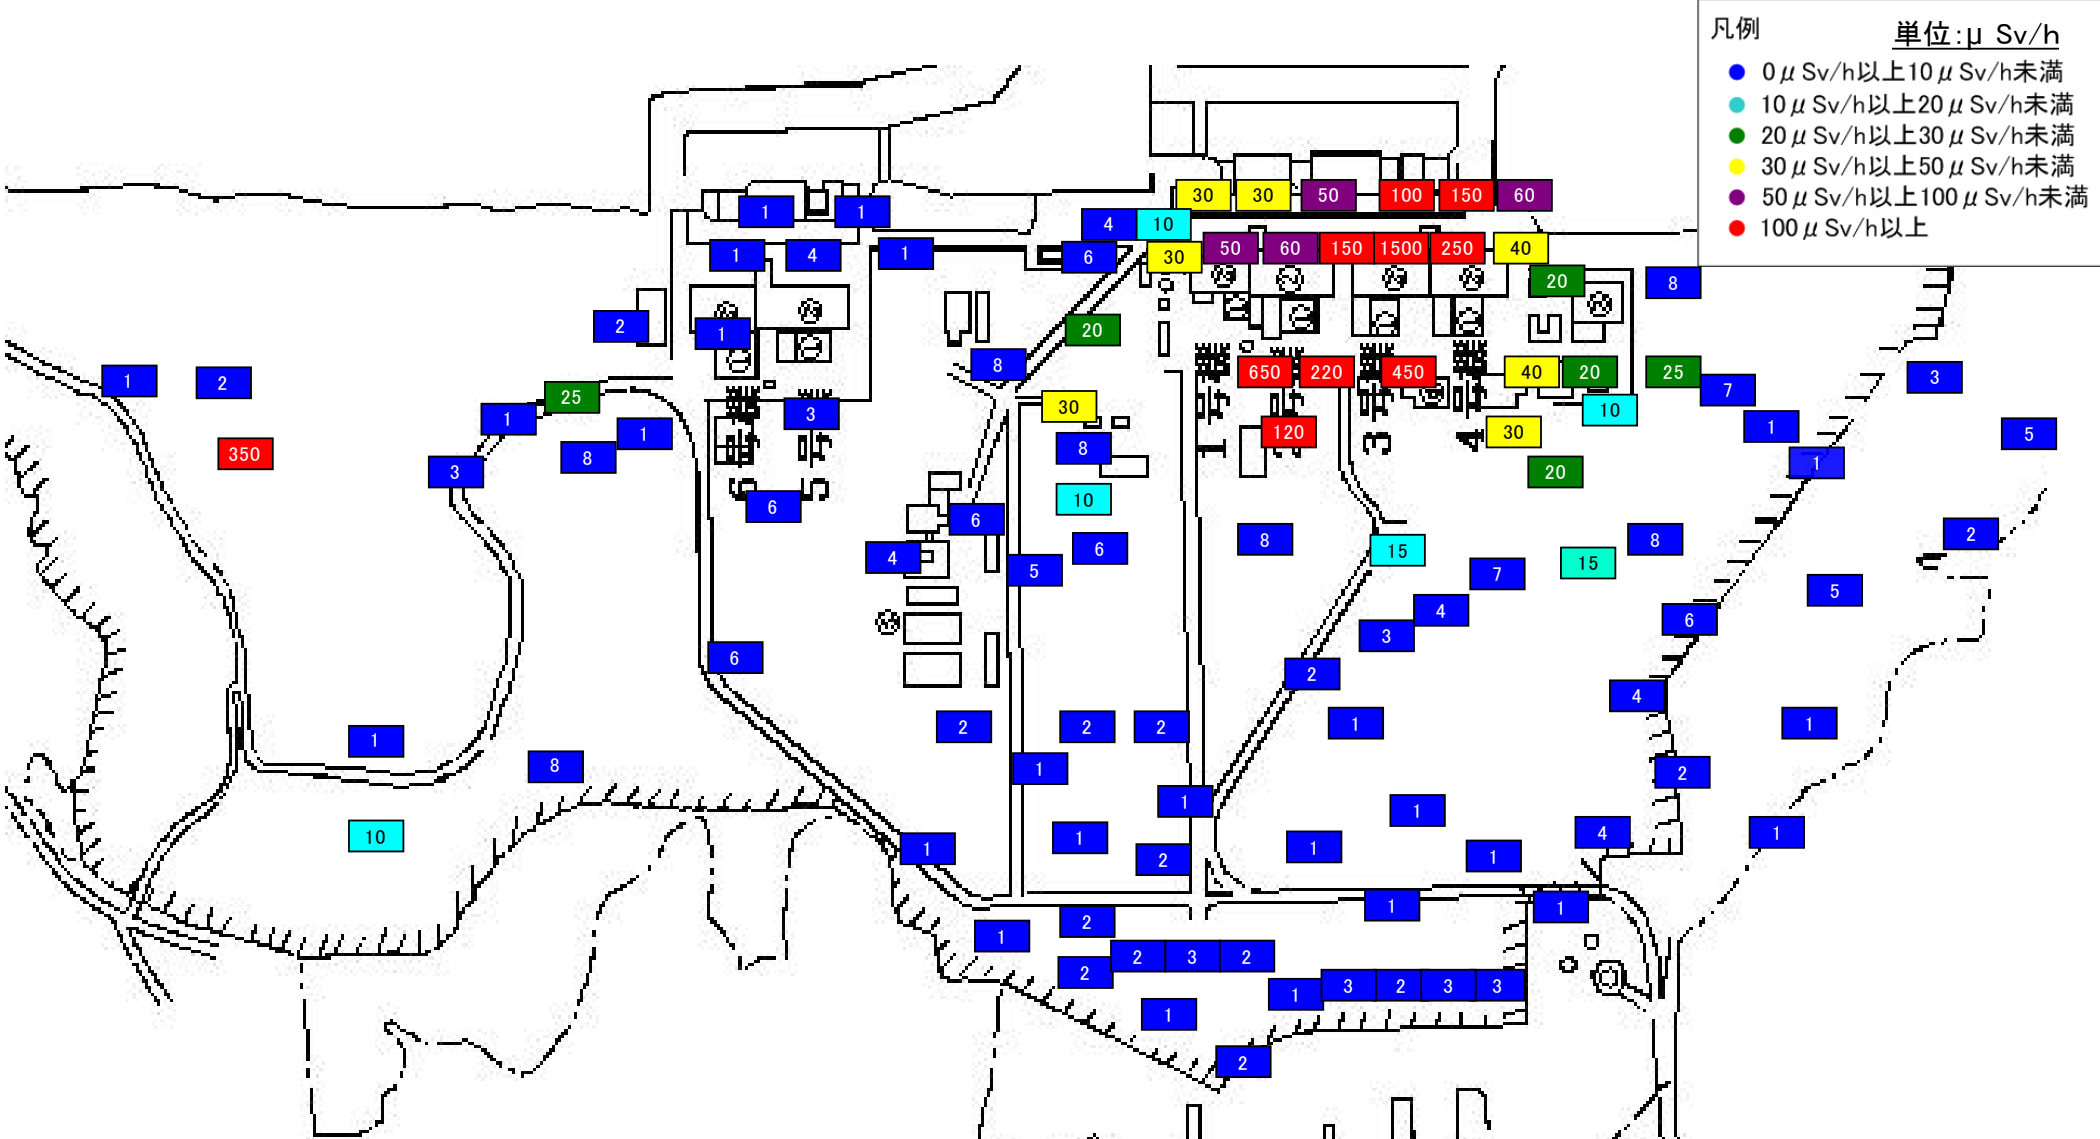 凡例
単位:μ Sv/h
0μSv/h以上10μSv/h未満
10μSv/h以上20μSv/h未満
20μSv/h以上30μSv/h未満
30μSv/h以上50μSv/h未満
50μSv/h以上100μSv/h未満
100μSv/h以上
30 30 50 100 150 60
1 1 4 10
1 4 1 6 30 50 60 150 1500 250 40
20 8
2 1 20
8 650 220 450 40 20 25 3
1 2 25 30 7
1 3 10
1 8 120 30 1 5
350 8 1
3 20
10
6 6 2
4 6 8 15 8
5 15
7 5
4 6
3
6 2
4
2 2 2 1 1
1 8 1 2
1 1
10 1 1 4 1
1 2 1
1 1
2
1 2 3 2
2 1 3 2 3 3
1
2
1 2 3 4
5